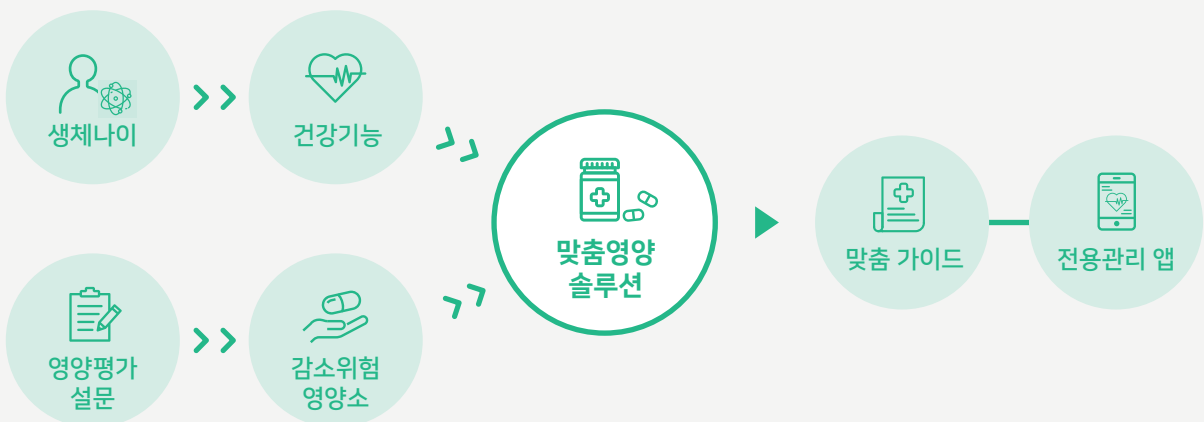 생체나이
건강기능
영양평가
설문
감소위험
영양소
맞춤영양
솔루션
맞춤 가이드
전용관리 앱